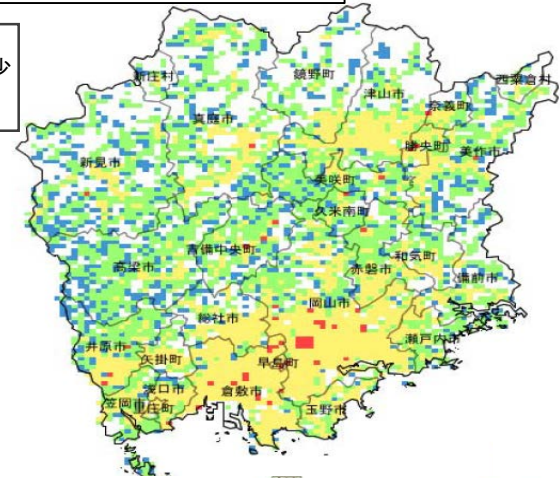 少
新庄村
鏡野町
津山市
奈義町
西粟倉村
真庭市
勝央町
美作市
新見市
美咲町
久米南町
吉備中央町
和気町
高梁市
赤磐市
備前市
岡山市
総社市
瀬戸内市
井原市
矢掛町
早島町
浅口市
倉敷市
笠岡市
里庄町
玉野市